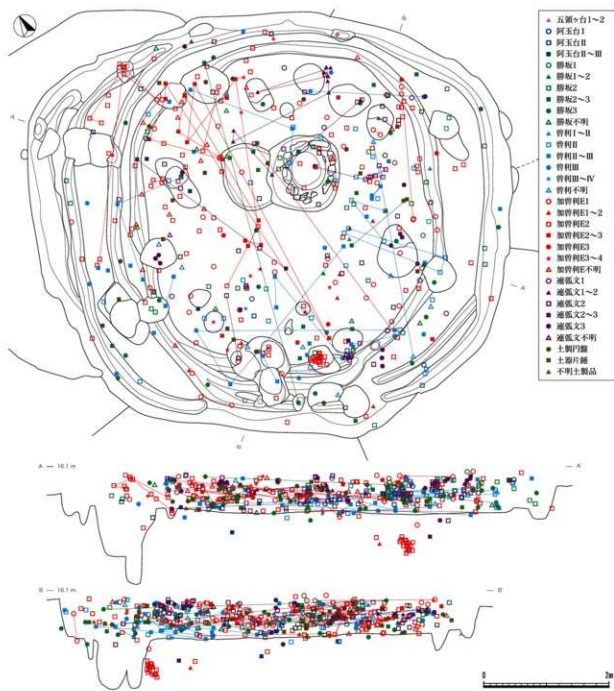 五領ヶ台1~2
阿玉台I
阿玉台II
阿玉台II~III
勝坂1
勝坂1~2
勝坂2
勝坂2~3
勝坂3
勝坂不明
曽利I~II
曽利II
曽利II~III
曽利III
曽利III~IV
曽利不明
加曽利E1
加曽利E1~2
加曽利E2
加曽利E2~3
加曽利E3
加曽利E3~4
加曽利E不明
連弧文1
連弧文1~2
連弧文2
連弧文2~3
連弧文3
連弧文不明
土製円盤
土器片錘
不明土製品
A
A'
A — 18.1 m
A'
B — 18.1 m
B'
0 2m